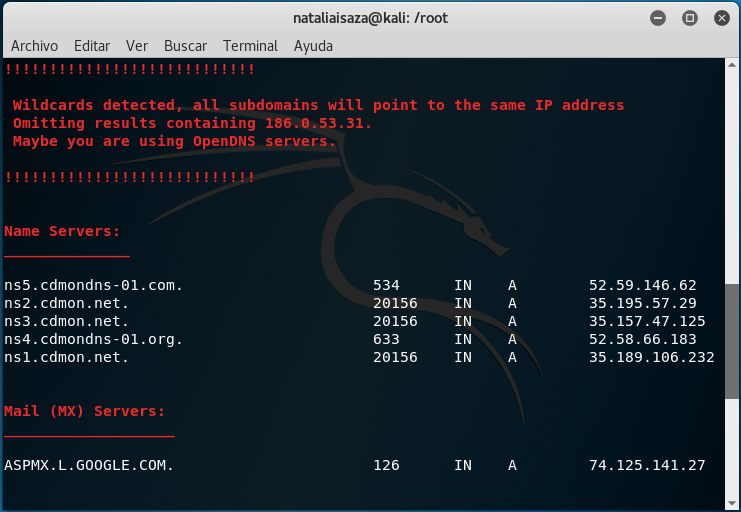 nataliaisaza@kali: /root
Archivo Editar Ver Buscar Terminal Ayuda
!!!!!!!!!!!!!!!!!!!!!!!!!!!!
Wildcards detected, all subdomains will point to the same IP address
Omitting results containing 186.0.53.31.
Maybe you are using OpenDNS servers.
!!!!!!!!!!!!!!!!!!!!!!!!!!!!
Name Servers:
______________
ns5.cdmondns-01.com. 534 IN A 52.59.146.62
ns2.cdmon.net. 20156 IN A 35.195.57.29
ns3.cdmon.net. 20156 IN A 35.157.47.125
ns4.cdmondns-01.org. 633 IN A 52.58.66.183
ns1.cdmon.net. 20156 IN A 35.189.106.232
Mail (MX) Servers:
___________________
ASPMX.L.GOOGLE.COM. 126 IN A 74.125.141.27